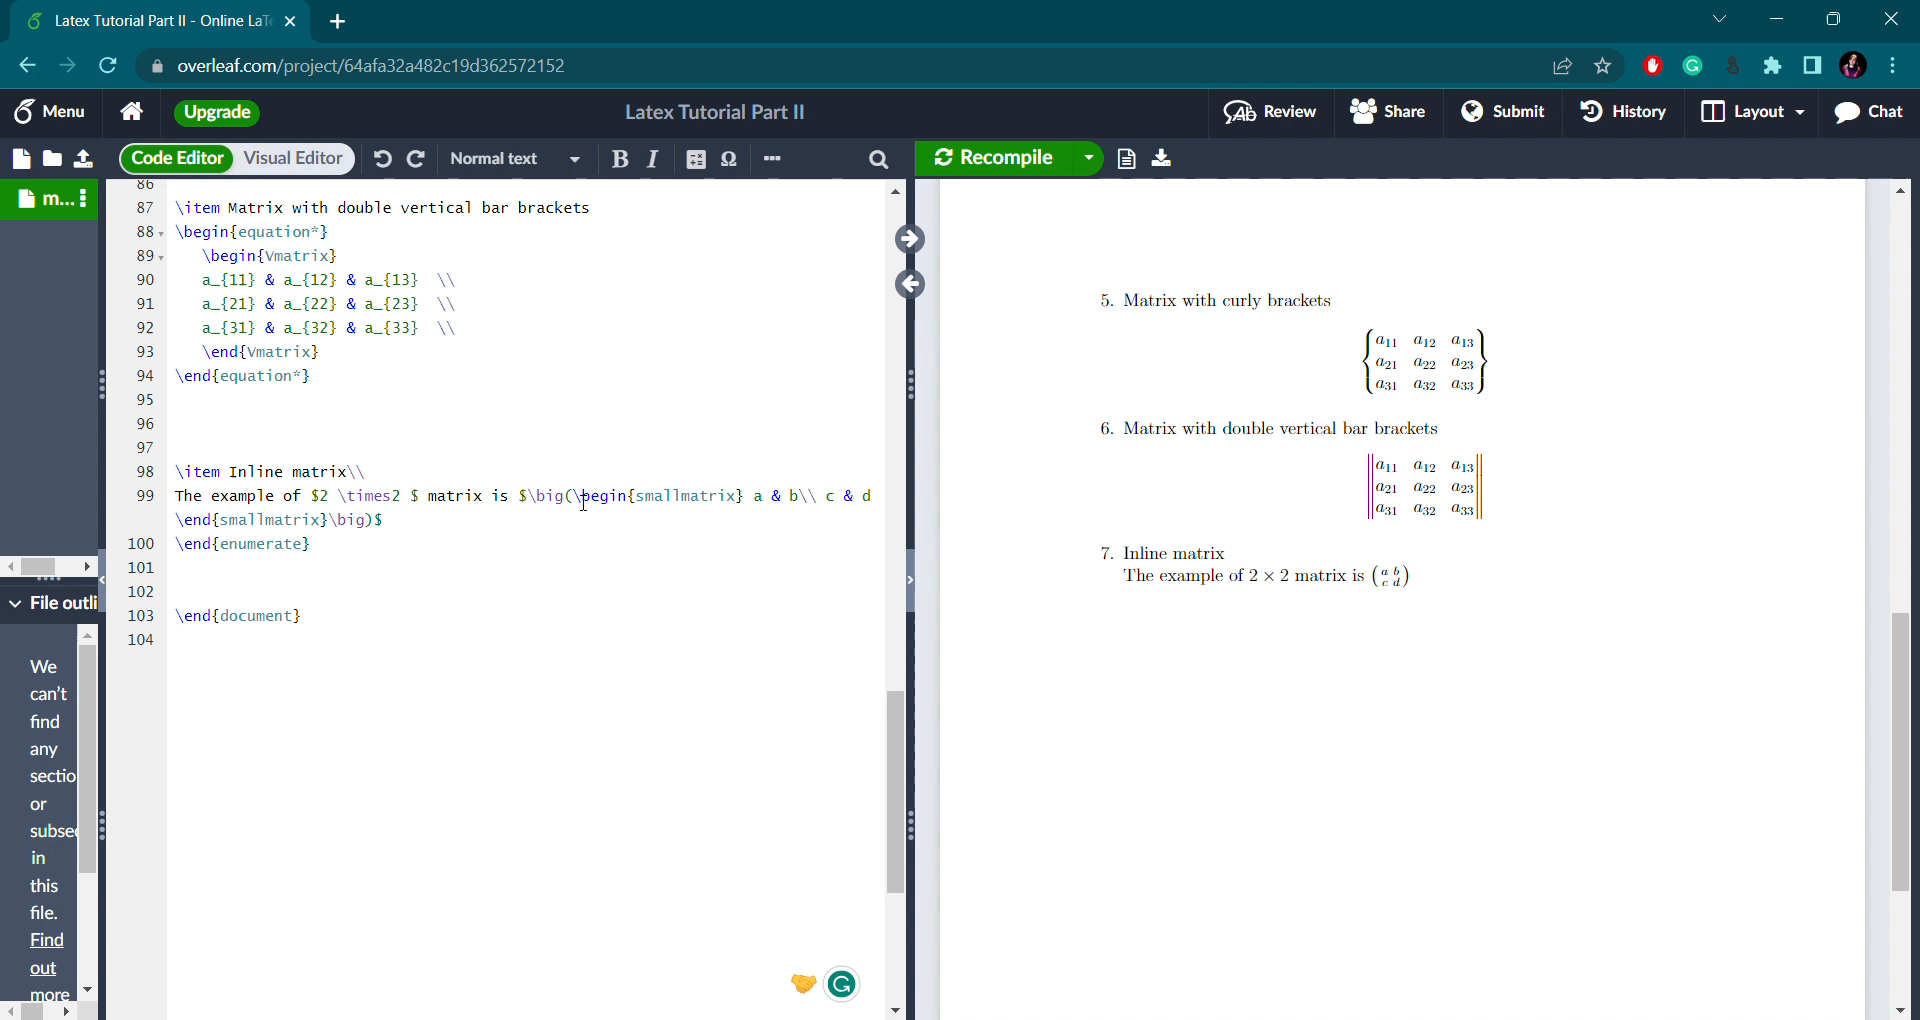 Latex Tutorial Part II - Online LaTe
overleaf.com/project/64afa32a482c19d362572152
Menu
Upgrade
Latex Tutorial Part II
Review
Share
Submit
History
Layout
Chat
Code Editor
Visual Editor
Normal text
B I
Ω
Recompile
m...
File outli
We
can't
find
any
sectio
or
subse
in
this
file.
Find
out
more
86
87 \item Matrix with double vertical bar brackets
88 \begin{equation*}
89 \begin{Vmatrix}
90 a_{11} & a_{12} & a_{13} \\
91 a_{21} & a_{22} & a_{23} \\
92 a_{31} & a_{32} & a_{33} \\
93 \end{Vmatrix}
94 \end{equation*}
95
96
97
98 \item Inline matrix\\
99 The example of $2 \times2 $ matrix is $\big(\begin{smallmatrix} a & b\\ c & d
\end{smallmatrix}\big)$
100 \end{enumerate}
101
102
103 \end{document}
104
5. Matrix with curly brackets
{a11 a12 a13}
a21 a22 a23
a31 a32 a33
6. Matrix with double vertical bar brackets
‖a11 a12 a13‖
a21 a22 a23
a31 a32 a33
7. Inline matrix
The example of 2 × 2 matrix is (a b
c d)